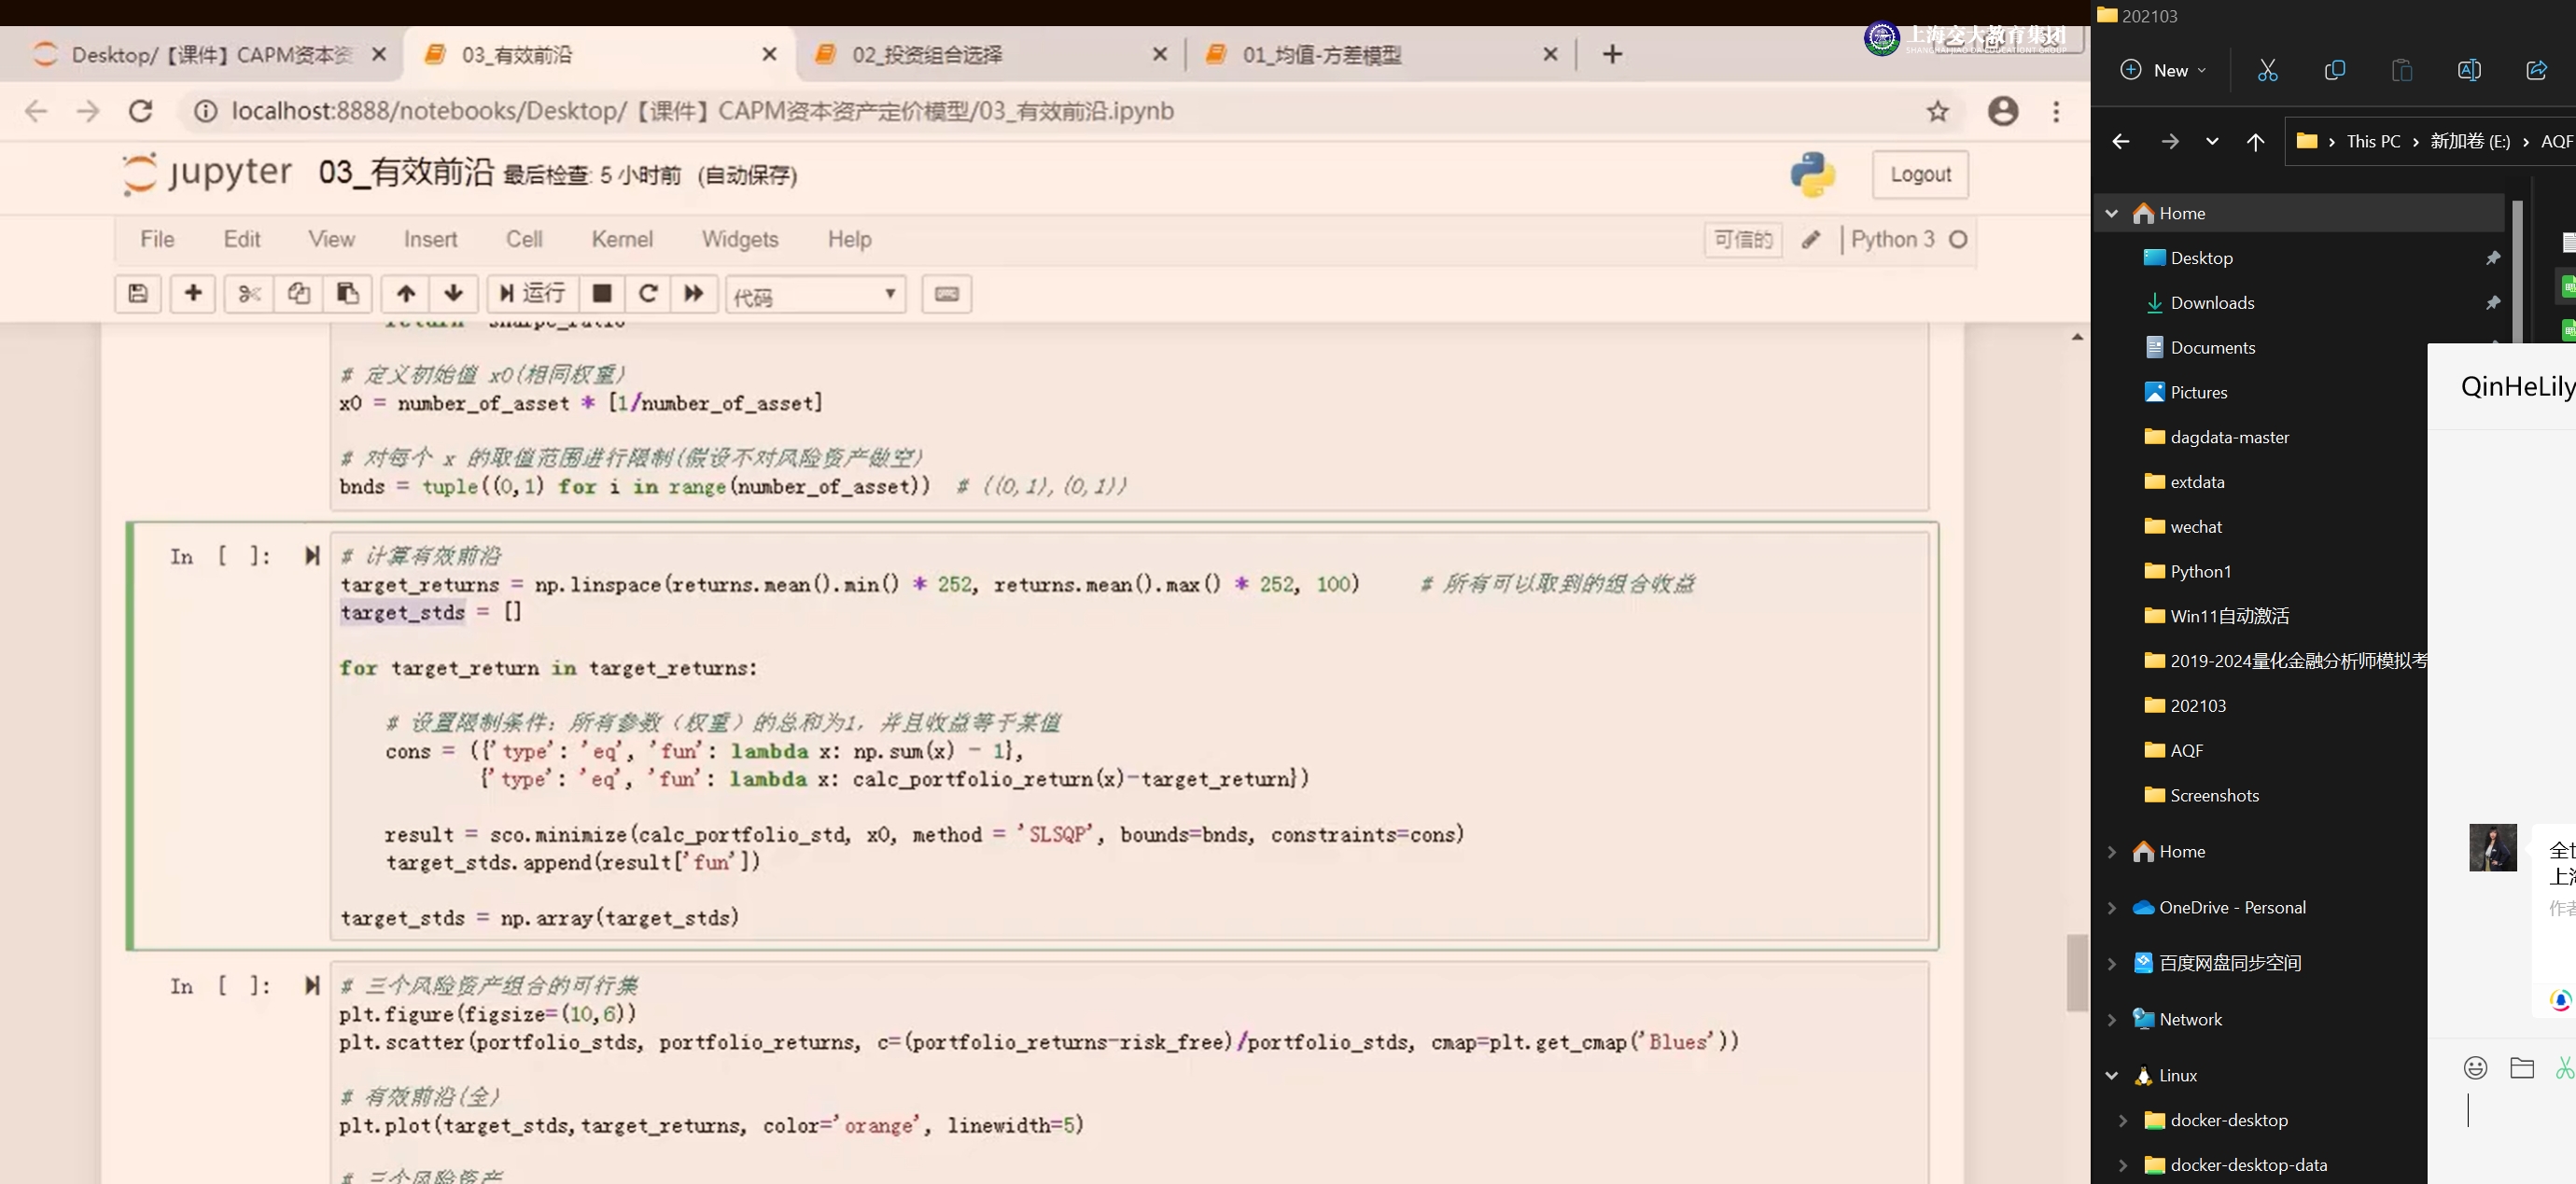 Desktop/【课件】CAPM资本资
03_有效前沿
02_投资组合选择
01_均值-方差模型
上海交大教育集团
localhost:8888/notebooks/Desktop/【课件】CAPM资本资产定价模型/03_有效前沿.ipynb
jupyter 03_有效前沿 最后检查: 5 小时前 (自动保存)
Logout
File Edit View Insert Cell Kernel Widgets Help
可信的 Python 3
运行 代码
return sharpe_ratio
# 定义初始值 x0(相同权重)
x0 = number_of_asset * [1/number_of_asset]
# 对每个 x 的取值范围进行限制(假设不对风险资产做空)
bnds = tuple((0,1) for i in range(number_of_asset)) # ((0,1),(0,1))
In [ ]:
# 计算有效前沿
target_returns = np.linspace(returns.mean().min() * 252, returns.mean().max() * 252, 100) # 所有可以取到的组合收益
target_stds = []
for target_return in target_returns:
# 设置限制条件：所有参数（权重）的总和为1，并且收益等于某值
cons = ({'type': 'eq', 'fun': lambda x: np.sum(x) - 1},
{'type': 'eq', 'fun': lambda x: calc_portfolio_return(x)-target_return})
result = sco.minimize(calc_portfolio_std, x0, method = 'SLSQP', bounds=bnds, constraints=cons)
target_stds.append(result['fun'])
target_stds = np.array(target_stds)
In [ ]:
# 三个风险资产组合的可行集
plt.figure(figsize=(10,6))
plt.scatter(portfolio_stds, portfolio_returns, c=(portfolio_returns-risk_free)/portfolio_stds, cmap=plt.get_cmap('Blues'))
# 有效前沿(全)
plt.plot(target_stds,target_returns, color='orange', linewidth=5)
# 三个风险资产
202103
New
This PC › 新加卷 (E:) › AQF
Home
Desktop
Downloads
Documents
Pictures
dagdata-master
extdata
wechat
Python1
Win11自动激活
2019-2024量化金融分析师模拟考
202103
AQF
Screenshots
Home
OneDrive - Personal
百度网盘同步空间
Network
Linux
docker-desktop
docker-desktop-data
QinHeLily
上海